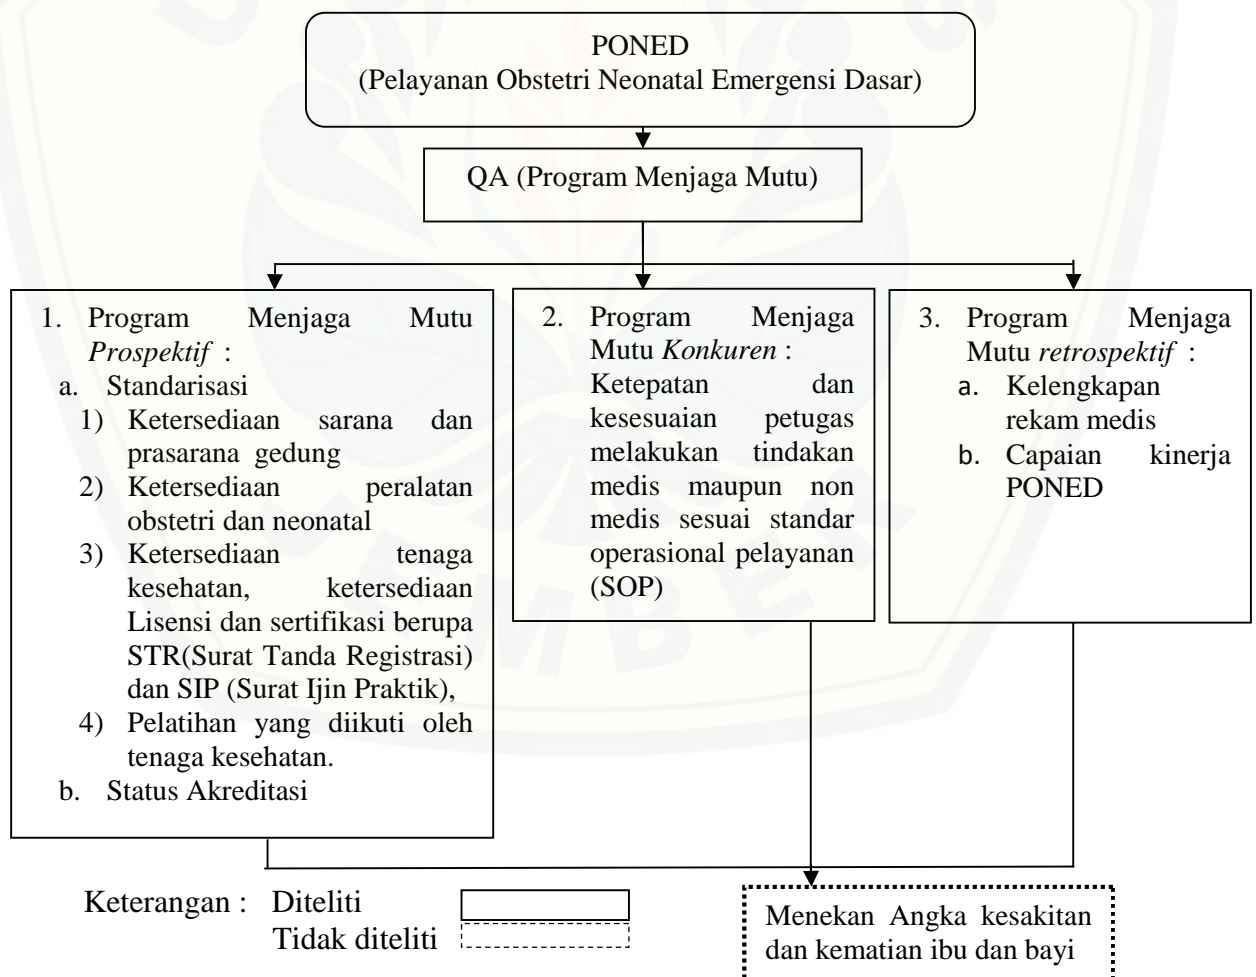 PONED
(Pelayanan Obstetri Neonatal Emergensi Dasar)
QA (Program Menjaga Mutu)
1. Program Menjaga Mutu
Prospektif :
a. Standarisasi
1) Ketersediaan sarana dan
prasarana gedung
2) Ketersediaan peralatan
obstetri dan neonatal
3) Ketersediaan tenaga
kesehatan, ketersediaan
Lisensi dan sertifikasi berupa
STR(Surat Tanda Registrasi)
dan SIP (Surat Ijin Praktik),
4) Pelatihan yang diikuti oleh
tenaga kesehatan.
b. Status Akreditasi
2. Program Menjaga
Mutu Konkuren :
Ketepatan dan
kesesuaian petugas
melakukan tindakan
medis maupun non
medis sesuai standar
operasional pelayanan
(SOP)
3. Program Menjaga
Mutu retrospektif :
a. Kelengkapan
rekam medis
b. Capaian kinerja
PONED
Keterangan : Diteliti
Tidak diteliti
Menekan Angka kesakitan
dan kematian ibu dan bayi
JEMBER